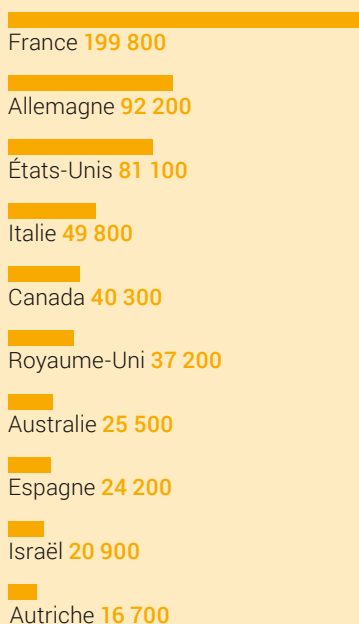 France 199 800
Allemagne 92 200
États-Unis 81 100
Italie 49 800
Canada 40 300
Royaume-Uni 37 200
Australie 25 500
Espagne 24 200
Israël 20 900
Autriche 16 700